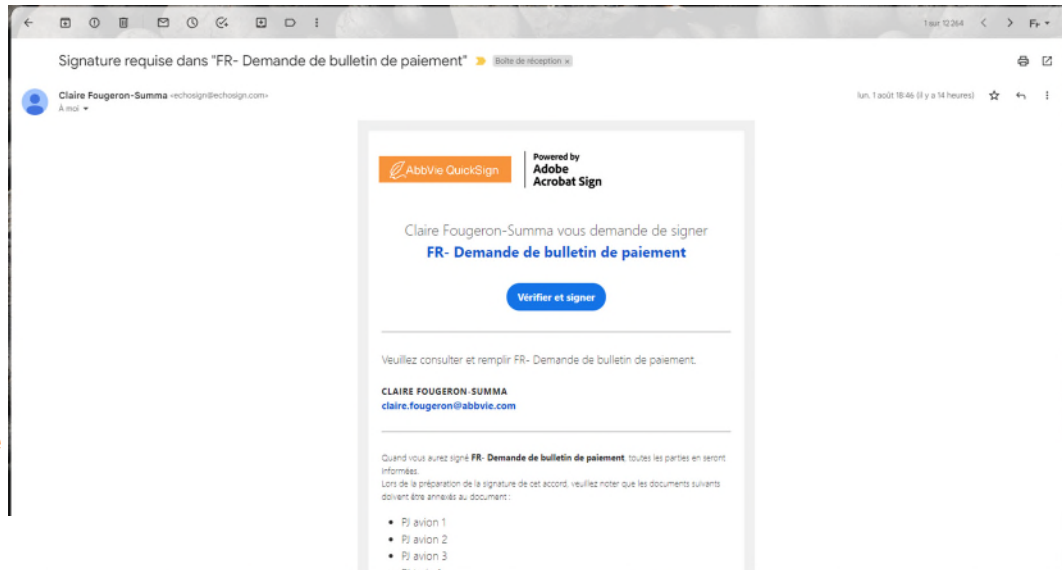 1 sur 12 264
Fr
Signature requise dans "FR- Demande de bulletin de paiement"
Boîte de réception ×
Claire Fougeron-Summa <echosign@echosign.com>
lun. 1 août 18:46 (il y a 14 heures)
À moi
AbbVie QuickSign
Powered by
Adobe
Acrobat Sign
Claire Fougeron-Summa vous demande de signer
FR- Demande de bulletin de paiement
Vérifier et signer
Veuillez consulter et remplir FR- Demande de bulletin de paiement.
CLAIRE FOUGERON-SUMMA
claire.fougeron@abbvie.com
Quand vous aurez signé FR- Demande de bulletin de paiement, toutes les parties en seront
informées.
Lors de la préparation de la signature de cet accord, veuillez noter que les documents suivants
doivent être annexés au document :
• PJ avion 1
• PJ avion 2
• PJ avion 3